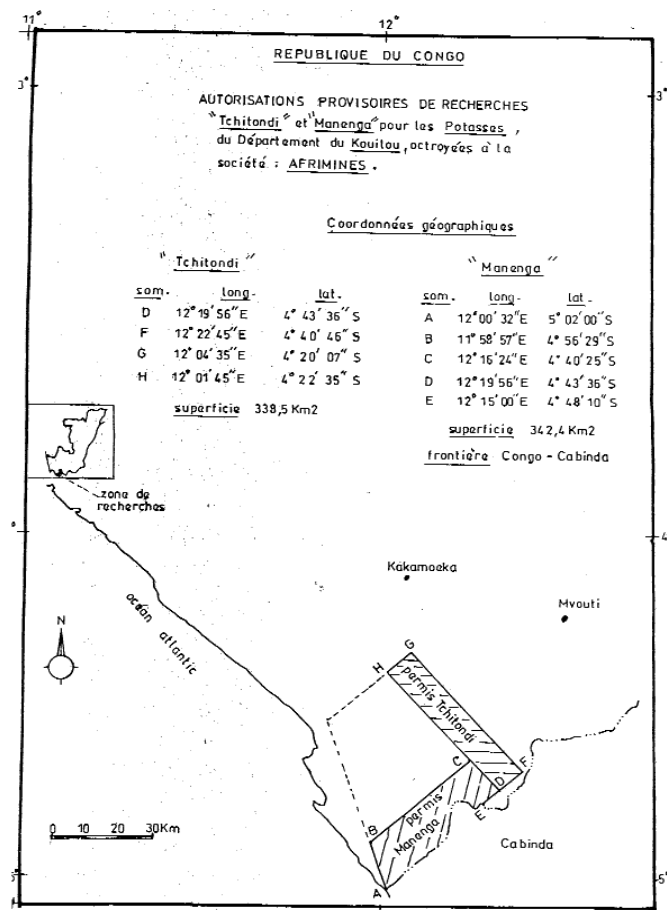 11° 12°
REPUBLIQUE DU CONGO
3° 3°
AUTORISATIONS PROVISOIRES DE RECHERCHES
"Tchitondi" et "Manenga" pour les Potasses,
du Département du Kouilou, octroyées à la
société : AFRIMINES.
Coordonnées géographiques
"Tchitondi"
som. long. lat.
D 12° 19' 56" E 4° 43' 36" S
F 12° 22' 45" E 4° 40' 46" S
G 12° 04' 35" E 4° 20' 07" S
H 12° 01' 45" E 4° 22' 35" S
superficie 338,5 Km2
"Manenga"
som. long. lat.
A 12° 00' 32" E 5° 02' 00" S
B 11° 58' 57" E 4° 56' 29" S
C 12° 16' 24" E 4° 40' 25" S
D 12° 19' 56" E 4° 43' 36" S
E 12° 15' 00" E 4° 48' 10" S
superficie 342,4 Km2
frontière Congo - Cabinda
zone de
recherches
4
Kakamoeka
Mvouti
océan atlantic
N
G
H
permis Tchitondi
C
F
D
E
B
permis
Manenga
A
Cabinda
0 10 20 30 Km
5° 5°